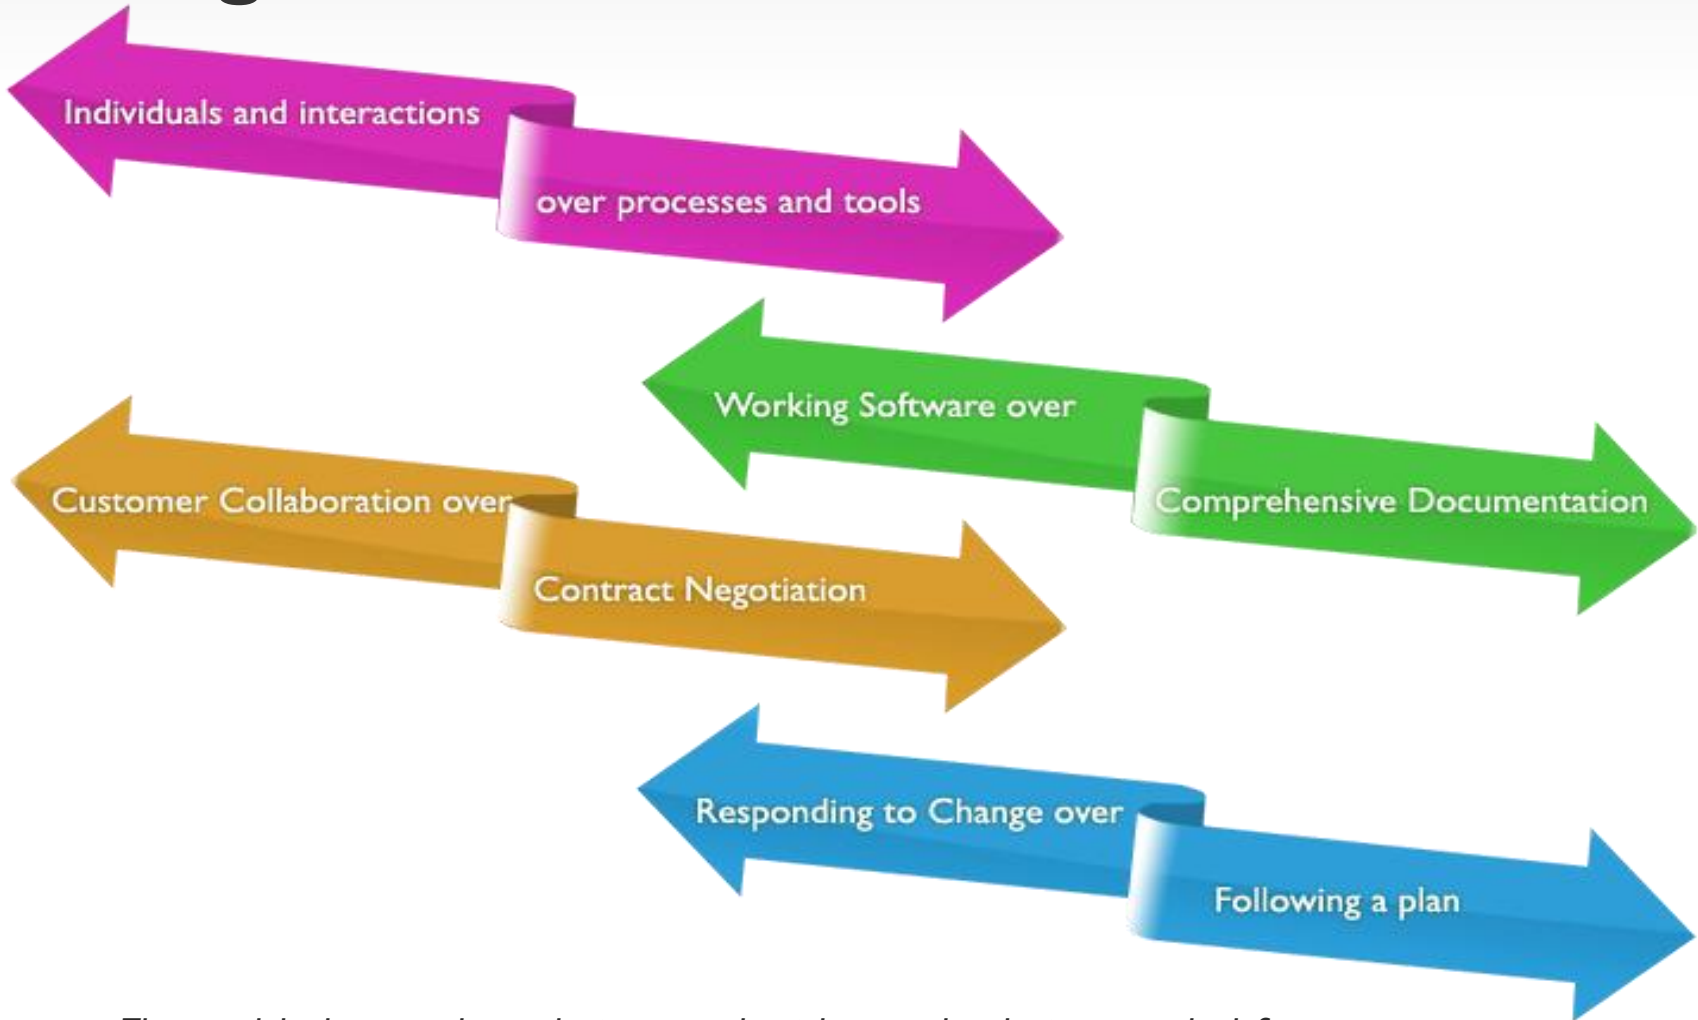 Individuals and interactions
over processes and tools
Working Software over
Comprehensive Documentation
Customer Collaboration over
Contract Negotiation
Responding to Change over
Following a plan